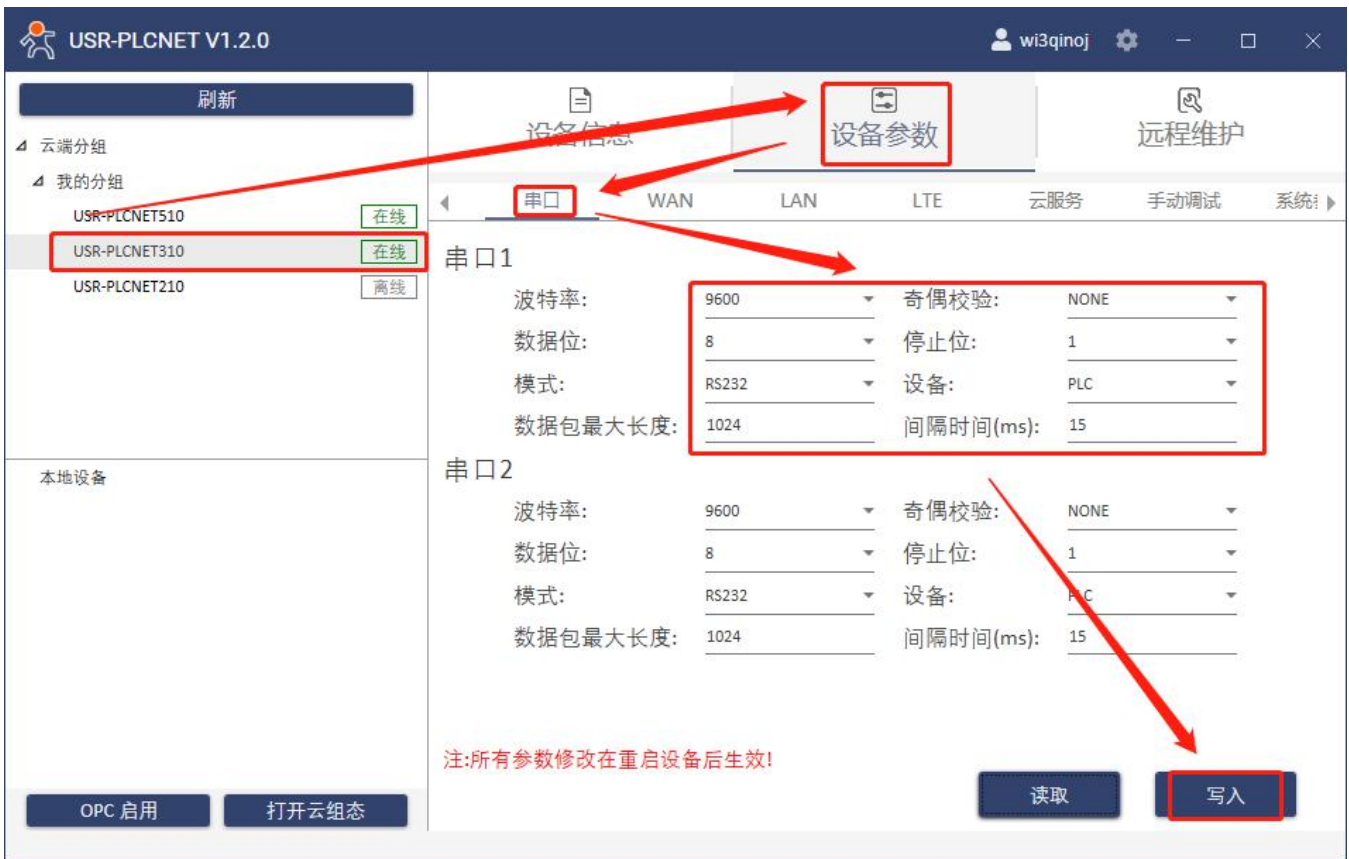 USR-PLCNET V1.2.0
wi3qinoj
刷新
云端分组
我的分组
USR-PLCNET510 在线
USR-PLCNET310 在线
USR-PLCNET210 离线
本地设备
OPC 启用 打开云组态
设备信息 设备参数 远程维护
串口 WAN LAN LTE 云服务 手动调试 系统
串口1
波特率: 9600 奇偶校验: NONE
数据位: 8 停止位: 1
模式: RS232 设备: PLC
数据包最大长度: 1024 间隔时间(ms): 15
串口2
波特率: 9600 奇偶校验: NONE
数据位: 8 停止位: 1
模式: RS232 设备: PLC
数据包最大长度: 1024 间隔时间(ms): 15
注:所有参数修改在重启设备后生效!
读取 写入